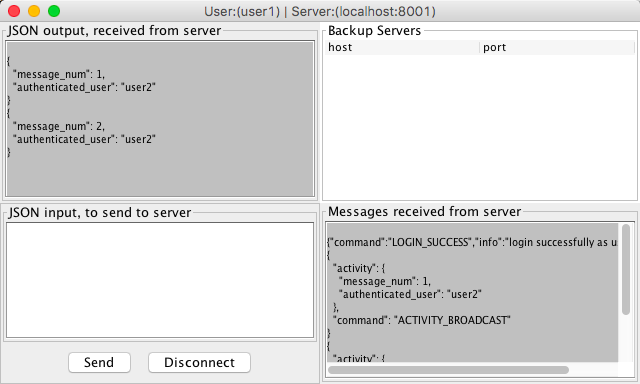 User:(user1) | Server:(localhost:8001)
JSON output, received from server
{
"message_num": 1,
"authenticated_user": "user2"
}
{
"message_num": 2,
"authenticated_user": "user2"
}
Backup Servers
host port
JSON input, to send to server
Send Disconnect
Messages received from server
{"command":"LOGIN_SUCCESS","info":"login successfully as u
{
"activity": {
"message_num": 1,
"authenticated_user": "user2"
},
"command": "ACTIVITY_BROADCAST"
}
{
"activity": {